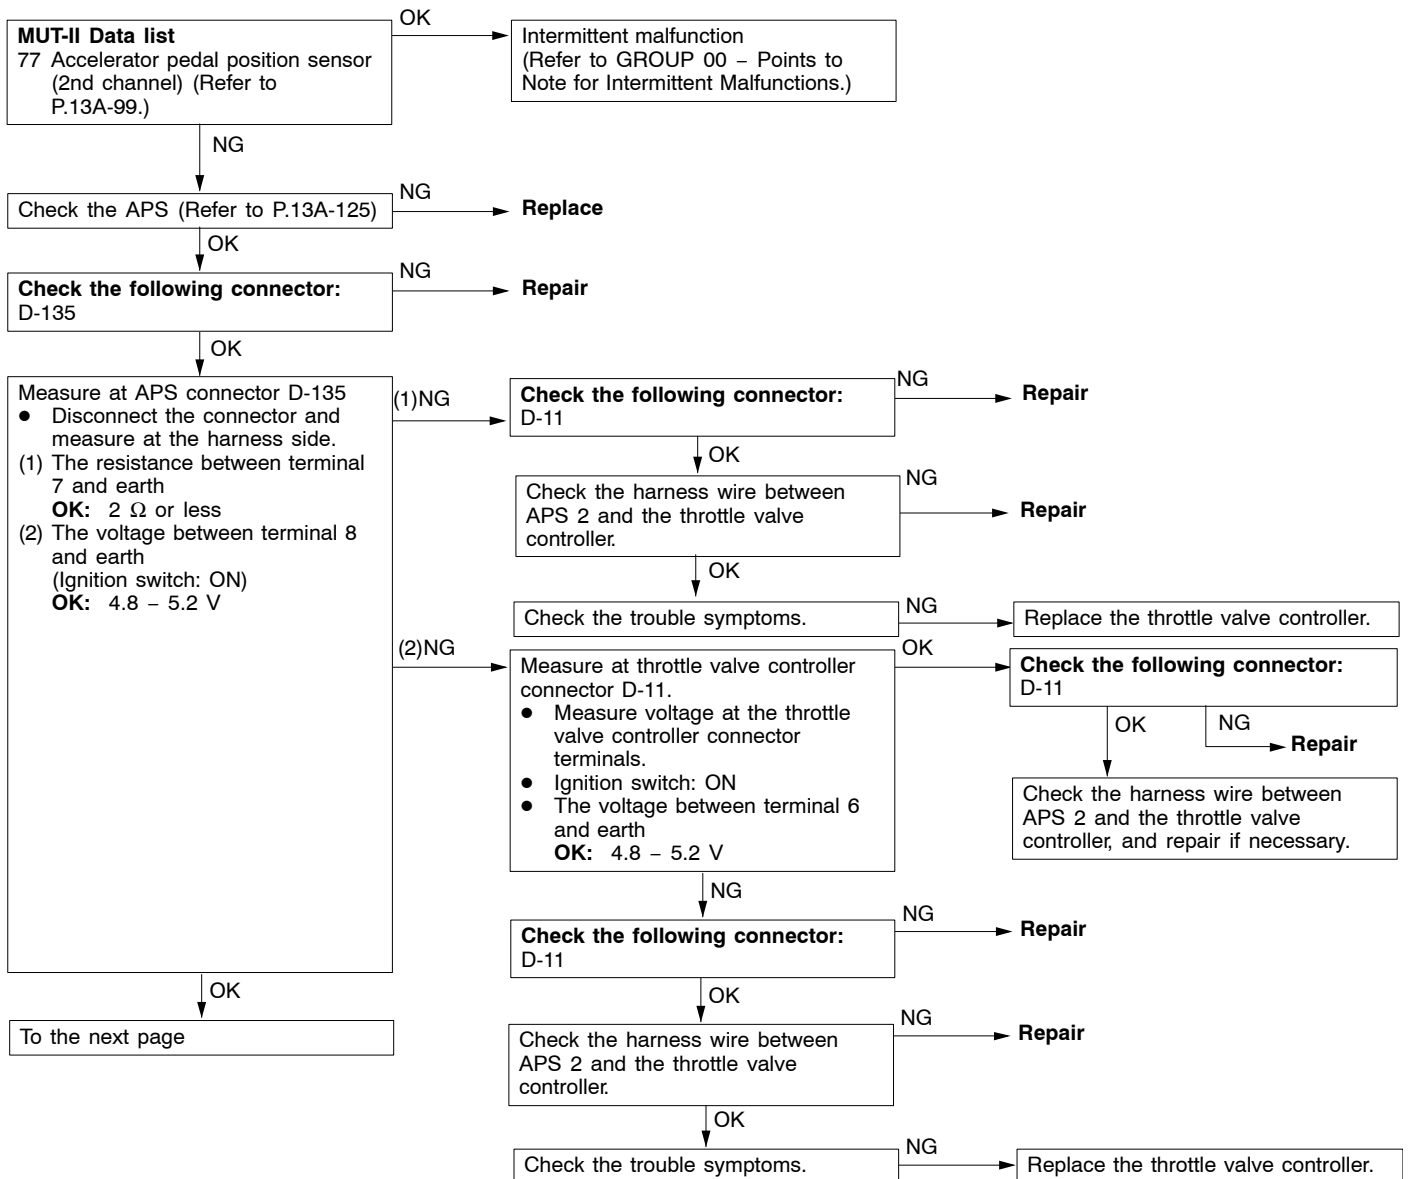 MUT-II Data list
77 Accelerator pedal position sensor
(2nd channel) (Refer to
P.13A-99.)
OK
Intermittent malfunction
(Refer to GROUP 00 – Points to
Note for Intermittent Malfunctions.)
NG
Check the APS (Refer to P.13A-125)
NG
Replace
OK
Check the following connector:
D-135
NG
Repair
OK
Measure at APS connector D-135
● Disconnect the connector and
measure at the harness side.
(1) The resistance between terminal
7 and earth
OK: 2 Ω or less
(2) The voltage between terminal 8
and earth
(Ignition switch: ON)
OK: 4.8 – 5.2 V
(1)NG
Check the following connector:
D-11
NG
Repair
OK
Check the harness wire between
APS 2 and the throttle valve
controller.
NG
Repair
OK
Check the trouble symptoms.
NG
Replace the throttle valve controller.
(2)NG
Measure at throttle valve controller
connector D-11.
● Measure voltage at the throttle
valve controller connector
terminals.
● Ignition switch: ON
● The voltage between terminal 6
and earth
OK: 4.8 – 5.2 V
OK
Check the following connector:
D-11
OK
NG
Repair
Check the harness wire between
APS 2 and the throttle valve
controller, and repair if necessary.
NG
Check the following connector:
D-11
NG
Repair
OK
Check the harness wire between
APS 2 and the throttle valve
controller.
NG
Repair
OK
Check the trouble symptoms.
NG
Replace the throttle valve controller.
OK
To the next page